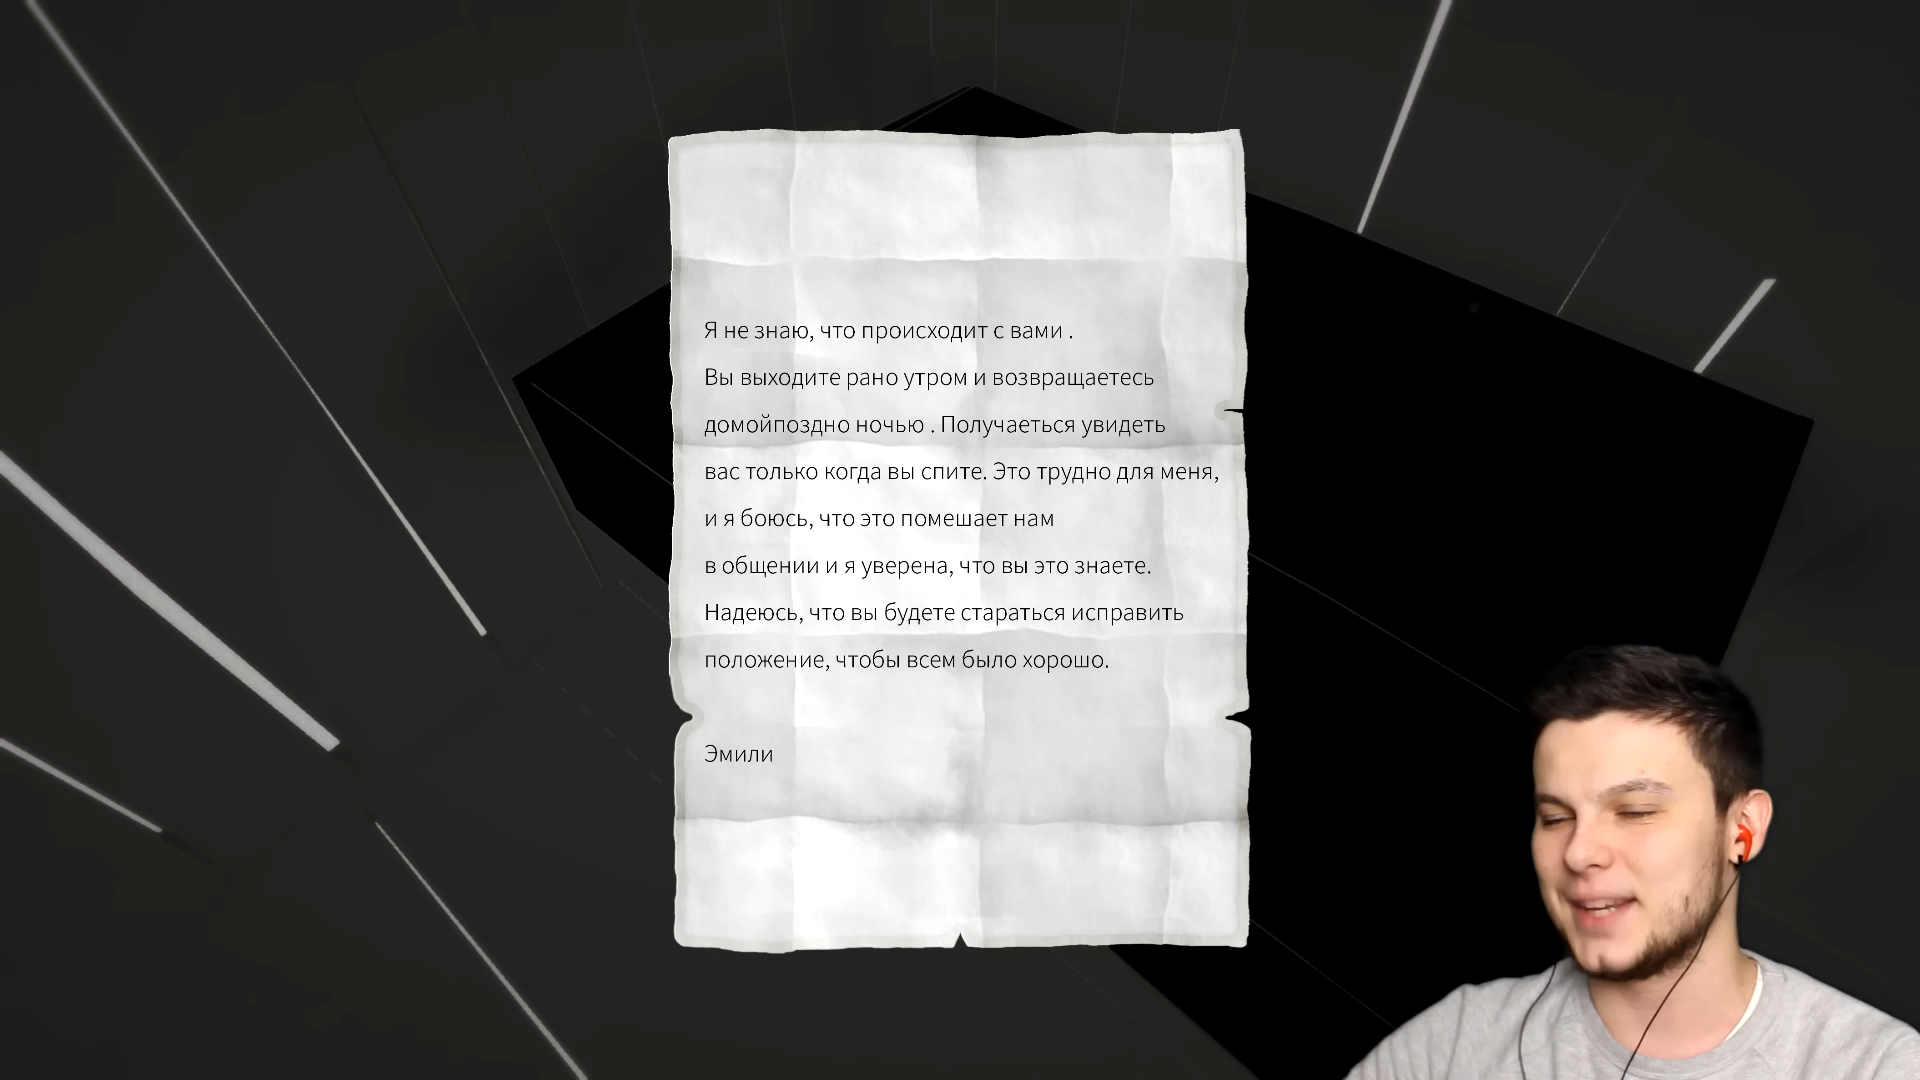 Я не знаю, что происходит с вами .
Вы выходите рано утром и возвращаетесь
домойпоздно ночью . Получаеться увидеть
вас только когда вы спите. Это трудно для меня,
и я боюсь, что это помешает нам
в общении и я уверена, что вы это знаете.
Надеюсь, что вы будете стараться исправить
положение, чтобы всем было хорошо.
Эмили